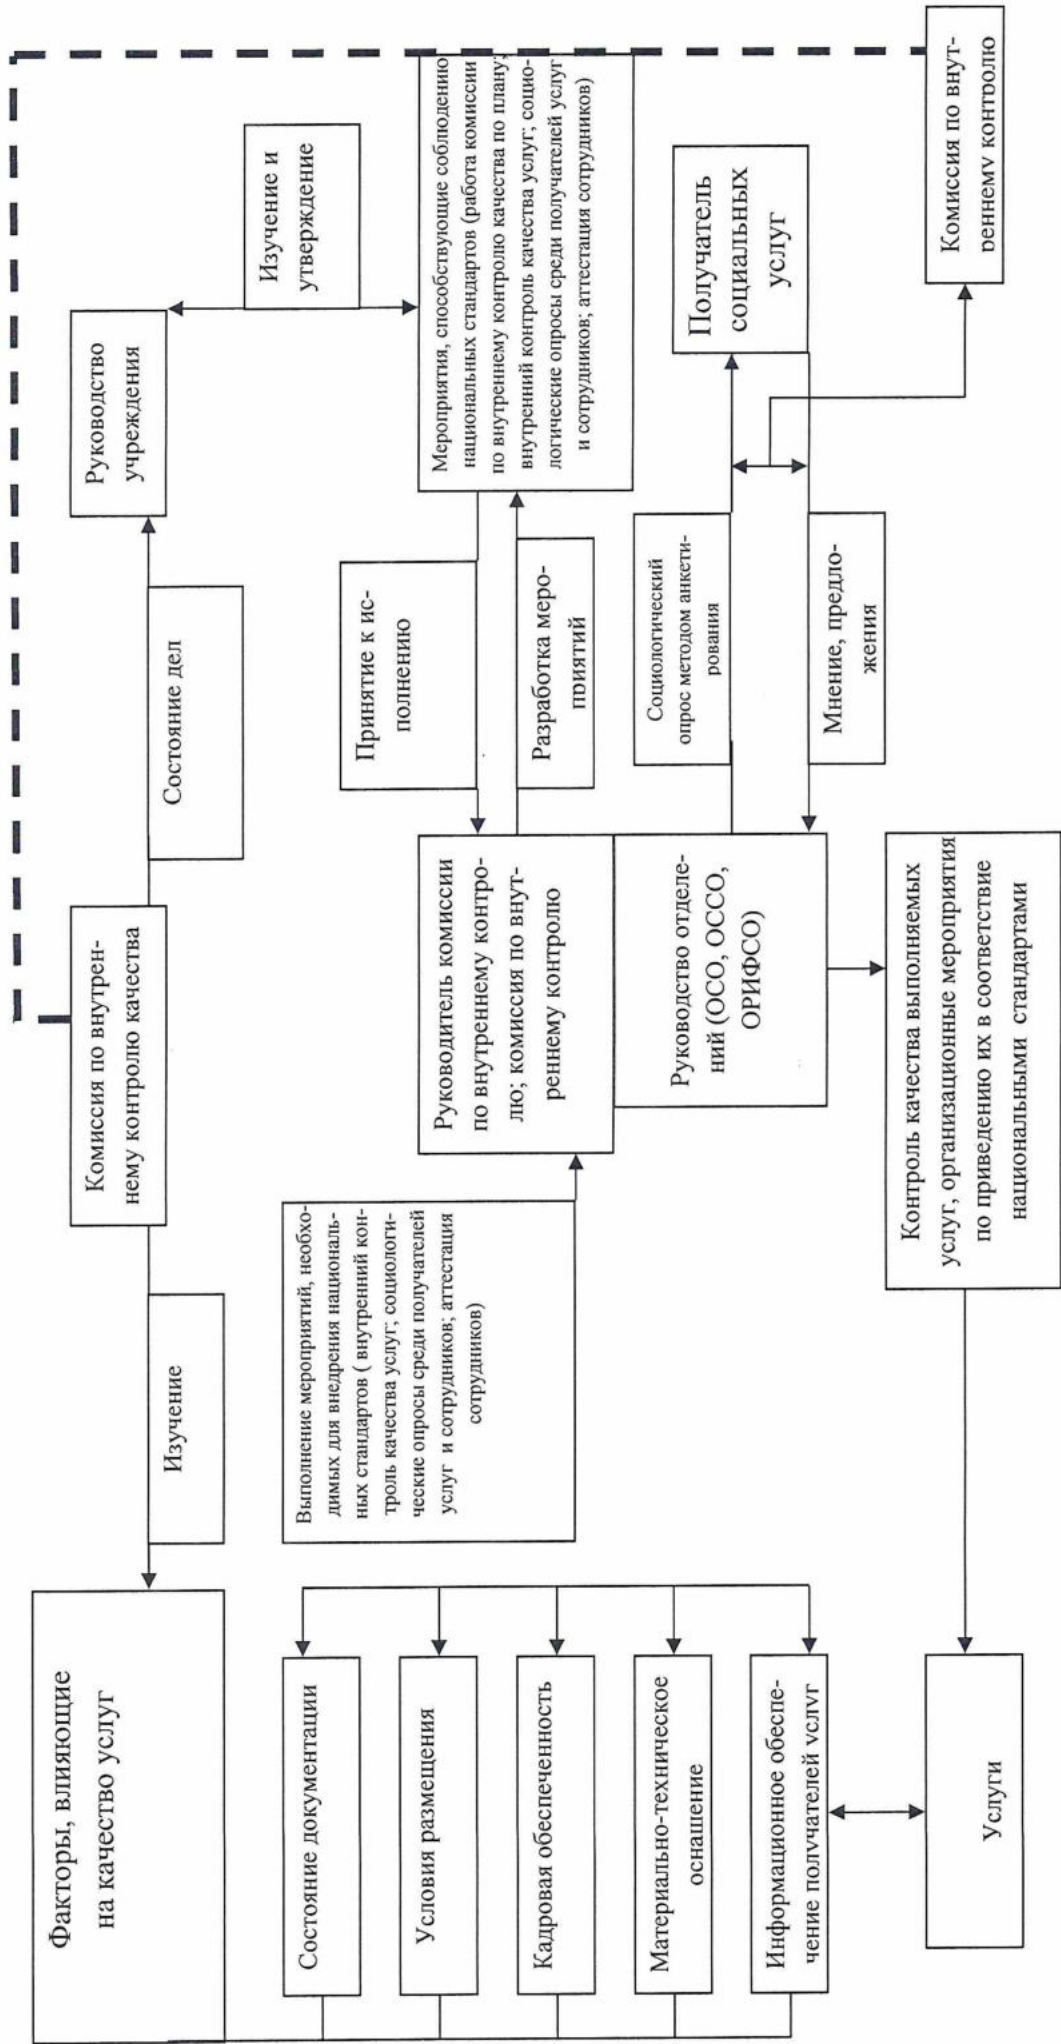 Факторы, влияющие
на качество услуг
Изучение
Комиссия по внутрен-
нему контролю качества
Состояние дел
Руководство
учреждения
Изучение и
утверждение
Состояние документации
Условия размещения
Кадровая обеспеченность
Материально-техническое
оснащение
Информационное обеспе-
чение получателей услуг
Услуги
Выполнение мероприятий, необхо-
димых для внедрения националь-
ных стандартов ( внутренний кон-
троль качества услуг; социологи-
ческие опросы среди получателей
услуг и сотрудников; аттестация
сотрудников)
Руководитель комиссии
по внутреннему контро-
лю; комиссия по внут-
реннему контролю
Руководство отделе-
ний (ОСО, ОССО,
ОРИФСО)
Контроль качества выполняемых
услуг, организационные мероприятия
по приведению их в соответствие
национальными стандартами
Принятие к ис-
полнению
Разработка меро-
приятий
Социологический
опрос методом анкети-
рования
Мнение, предло-
жения
Мероприятия, способствующие соблюдению
национальных стандартов (работа комиссии
по внутреннему контролю качества по плану;
внутренний контроль качества услуг; социо-
логические опросы среди получателей услуг
и сотрудников; аттестация сотрудников)
Получатель
социальных
услуг
Комиссия по внут-
реннему контролю